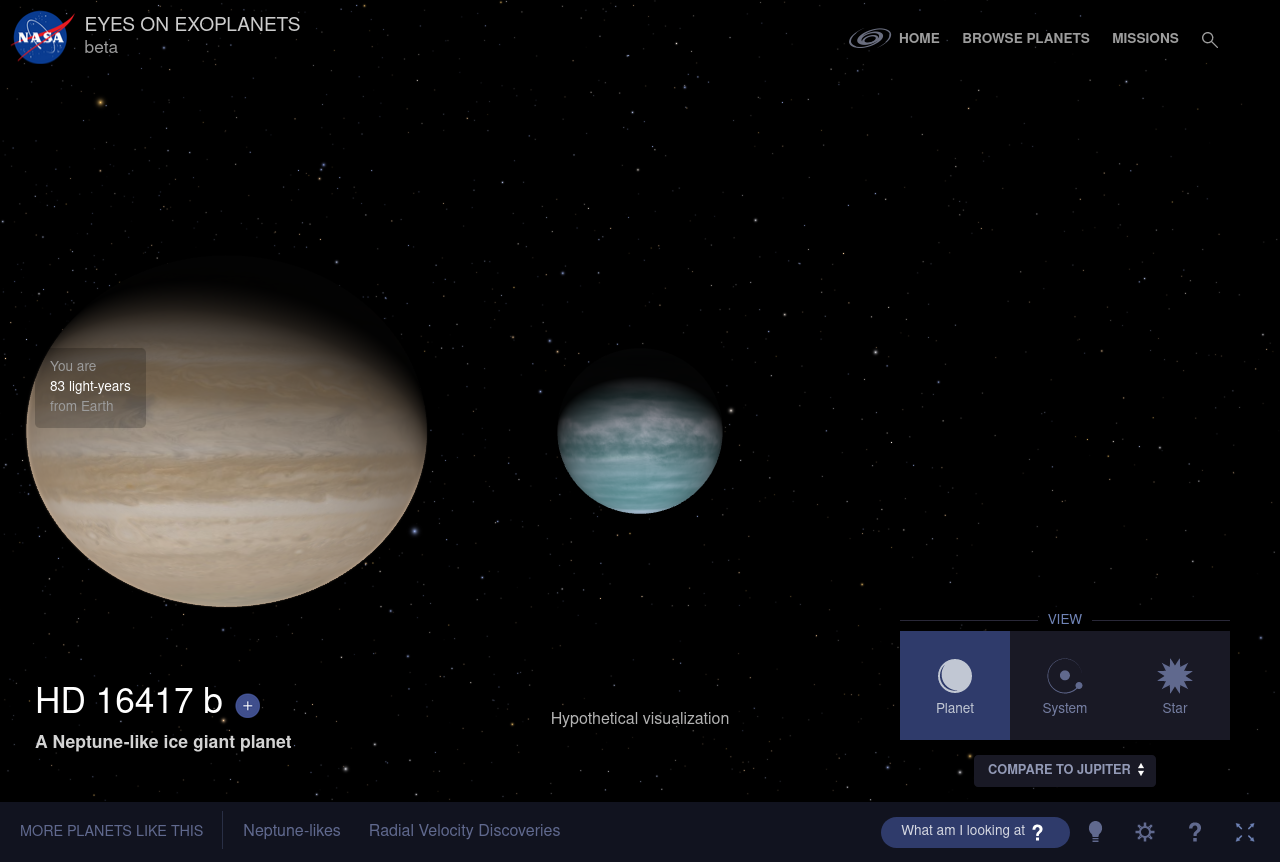 NASA
EYES ON EXOPLANETS
beta
HOME
BROWSE PLANETS
MISSIONS
You are
83 light-years
from Earth
HD 16417 b +
A Neptune-like ice giant planet
Hypothetical visualization
VIEW
Planet
System
Star
COMPARE TO JUPITER
MORE PLANETS LIKE THIS
Neptune-likes
Radial Velocity Discoveries
What am I looking at ?
?